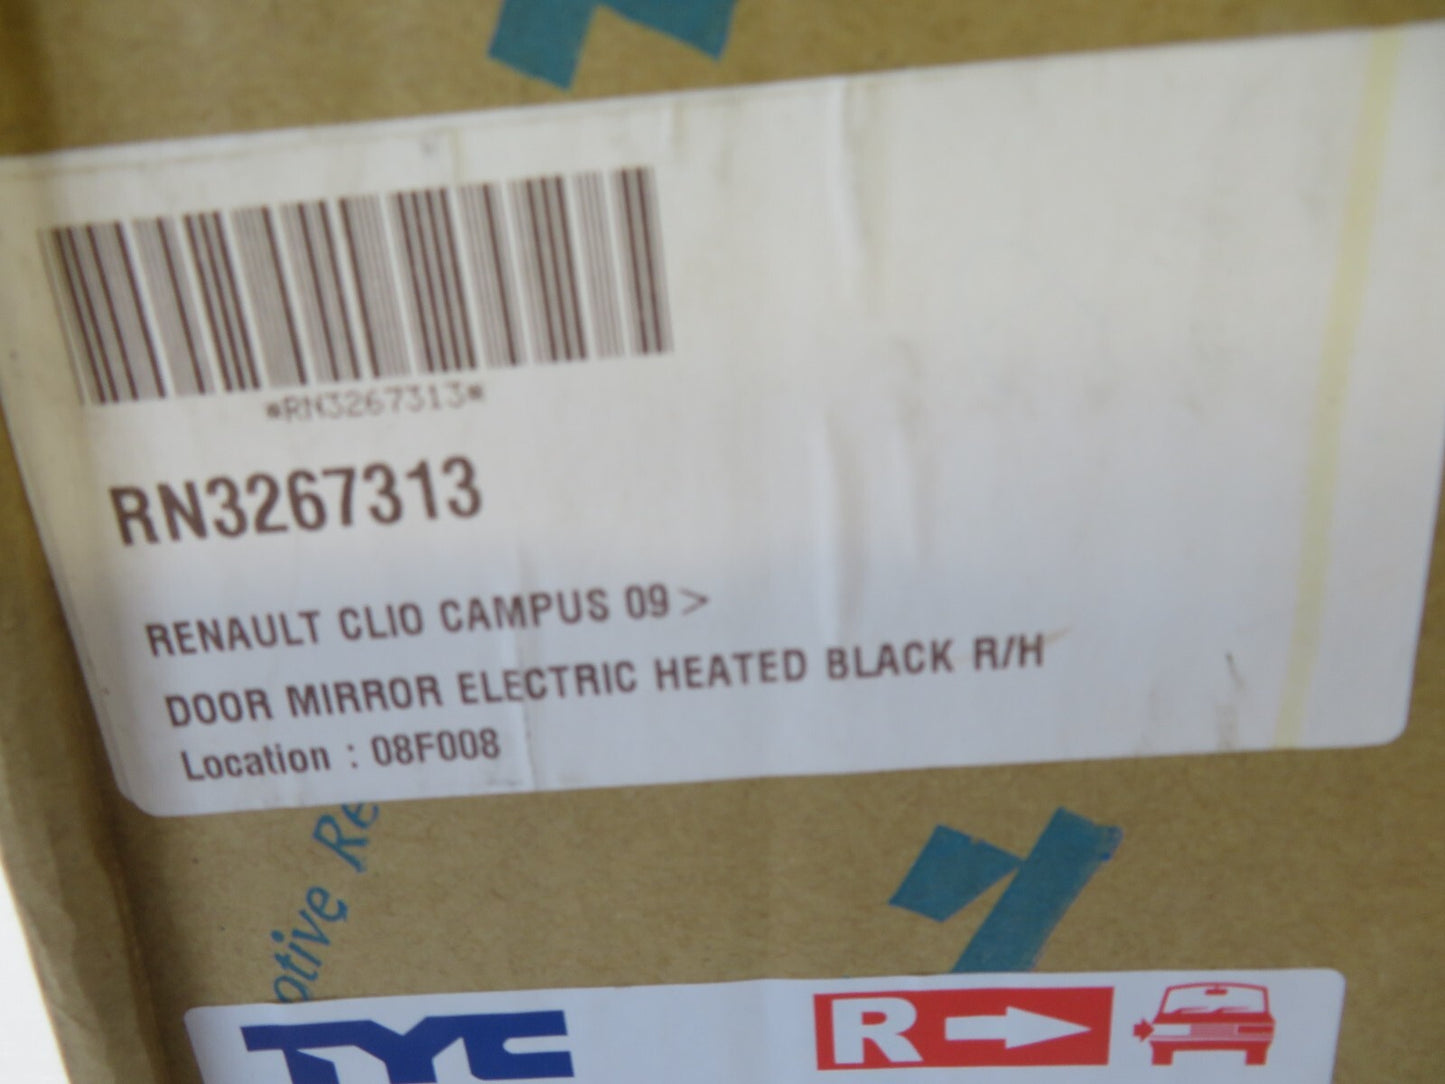 *RN3267313*
RN3267313
RENAULT CLIO CAMPUS 09 >
DOOR MIRROR ELECTRIC HEATED BLACK R/H
Location : 08F008
TYC
R